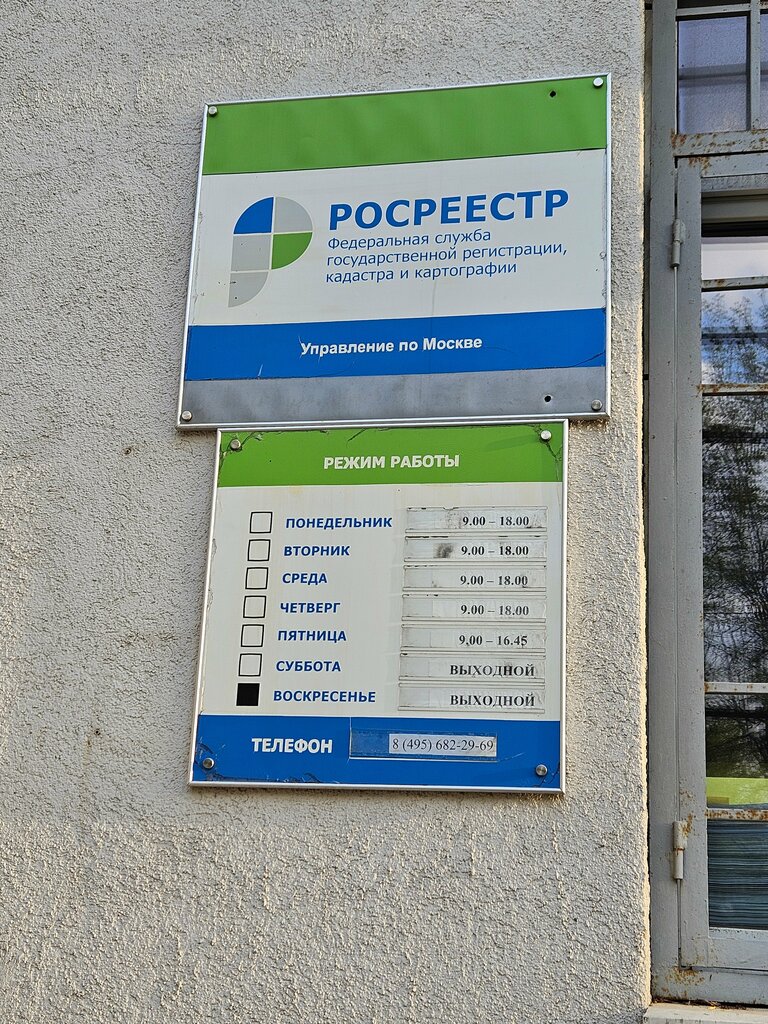 РОСРЕЕСТР
Федеральная служба
государственной регистрации,
кадастра и картографии
Управление по Москве
РЕЖИМ РАБОТЫ
ПОНЕДЕЛЬНИК 9.00 – 18.00
ВТОРНИК 9.00 – 18.00
СРЕДА 9.00 – 18.00
ЧЕТВЕРГ 9.00 – 18.00
ПЯТНИЦА 9,00 – 16.45
СУББОТА ВЫХОДНОЙ
ВОСКРЕСЕНЬЕ ВЫХОДНОЙ
ТЕЛЕФОН 8 (495) 682-29-69